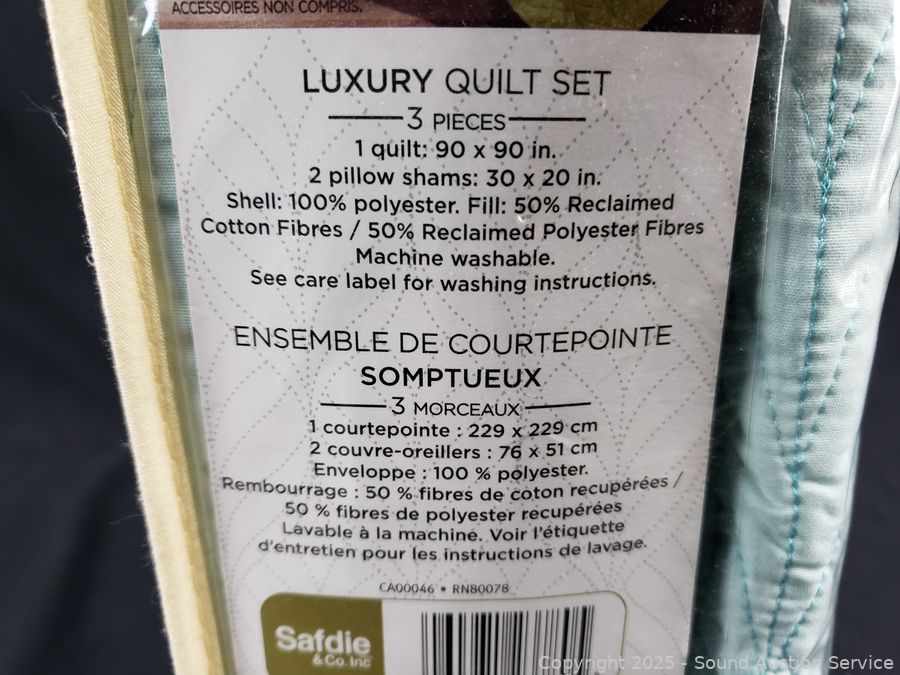 ACCESSOIRES NON COMPRIS.
LUXURY QUILT SET
3 PIECES
1 quilt: 90 x 90 in.
2 pillow shams: 30 x 20 in.
Shell: 100% polyester. Fill: 50% Reclaimed
Cotton Fibres / 50% Reclaimed Polyester Fibres
Machine washable.
See care label for washing instructions.
ENSEMBLE DE COURTEPOINTE
SOMPTUEUX
3 MORCEAUX
1 courtepointe : 229 x 229 cm
2 couvre-oreillers : 76 x 51 cm
Enveloppe : 100 % polyester.
Rembourrage : 50 % fibres de coton recupérées /
50 % fibres de polyester recupérées
Lavable à la machine. Voir l'étiquette
d'entretien pour les instructions de lavage.
CA00046 • RN80078
Safdie
& Co. Inc
Copyright 2025 - Sound Auction Service